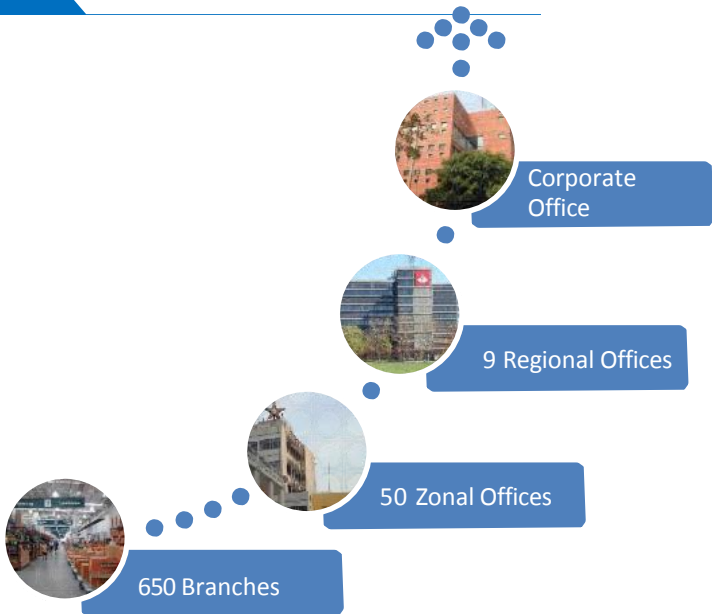 Corporate
Office
9 Regional Offices
50 Zonal Offices
650 Branches